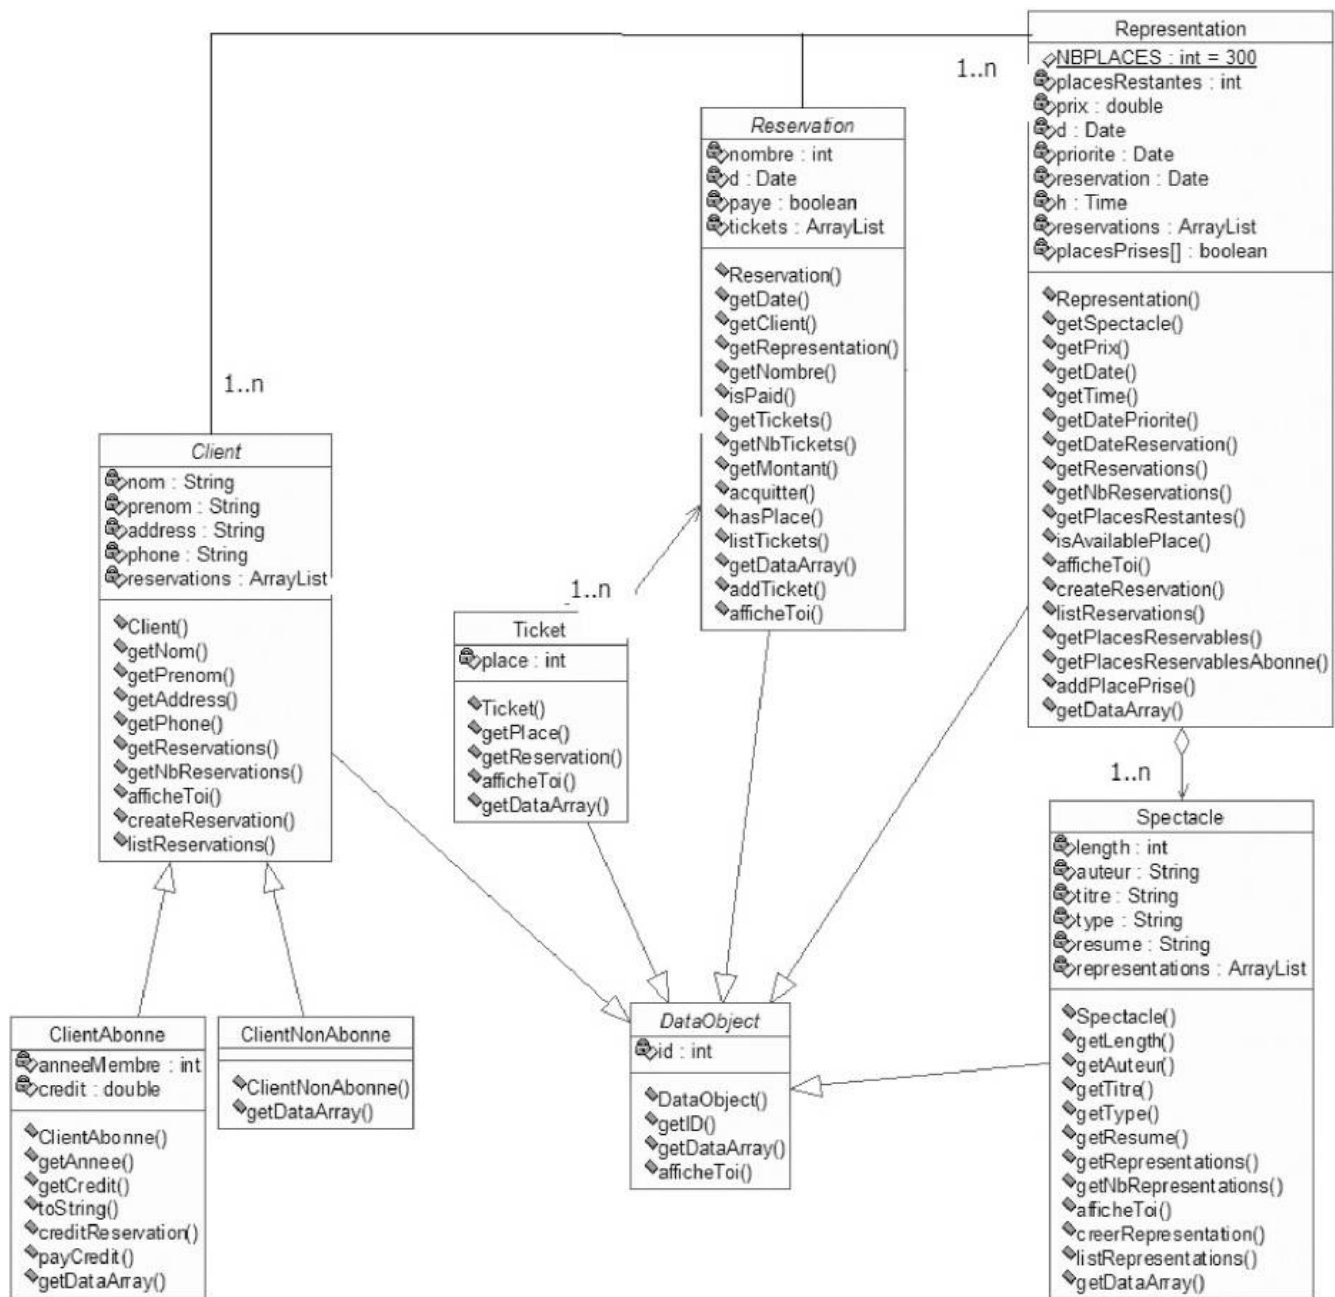 Representation
NBPLACES : int = 300
placesRestantes : int
prix : double
d : Date
priorite : Date
reservation : Date
h : Time
reservations : ArrayList
placesPrises[] : boolean
Representation()
getSpectacle()
getPrix()
getDate()
getTime()
getDatePriorite()
getDateReservation()
getReservations()
getNbReservations()
getPlacesRestantes()
isAvailablePlace()
afficheToi()
createReservation()
listReservations()
getPlacesReservables()
getPlacesReservablesAbonne()
addPlacePrise()
getDataArray()
1..n
Reservation
nombre : int
d : Date
paye : boolean
tickets : ArrayList
Reservation()
getDate()
getClient()
getRepresentation()
getNombre()
isPaid()
getTickets()
getNbTickets()
getMontant()
acquitter()
hasPlace()
listTickets()
getDataArray()
addTicket()
afficheToi()
1..n
Client
nom : String
prenom : String
address : String
phone : String
reservations : ArrayList
Client()
getNom()
getPrenom()
getAddress()
getPhone()
getReservations()
getNbReservations()
afficheToi()
createReservation()
listReservations()
1..n
Ticket
place : int
Ticket()
getPlace()
getReservation()
afficheToi()
getDataArray()
1..n
Spectacle
length : int
auteur : String
titre : String
type : String
resume : String
representations : ArrayList
Spectacle()
getLength()
getAuteur()
getTitre()
getType()
getResume()
getRepresentations()
getNbRepresentations()
afficheToi()
creerRepresentation()
listRepresentations()
getDataArray()
ClientAbonne
anneeMembre : int
credit : double
ClientAbonne()
getAnnee()
getCredit()
toString()
creditReservation()
payCredit()
getDataArray()
ClientNonAbonne
ClientNonAbonne()
getDataArray()
DataObject
id : int
DataObject()
getID()
getDataArray()
afficheToi()